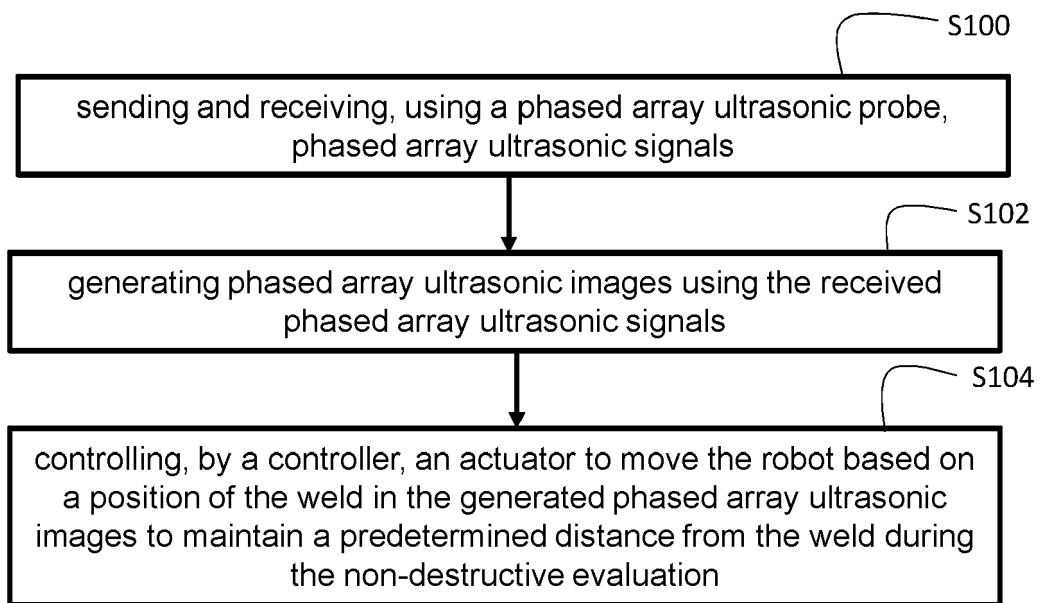 S100
sending and receiving, using a phased array ultrasonic probe,
phased array ultrasonic signals
S102
generating phased array ultrasonic images using the received
phased array ultrasonic signals
S104
controlling, by a controller, an actuator to move the robot based on
a position of the weld in the generated phased array ultrasonic
images to maintain a predetermined distance from the weld during
the non-destructive evaluation